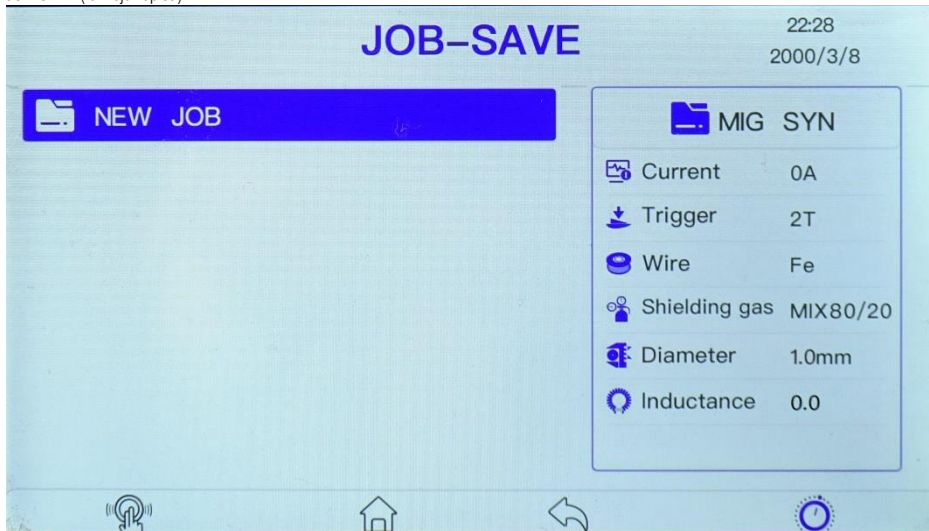 JOB-SAVE
22:28
2000/3/8
NEW JOB
MIG SYN
Current 0A
Trigger 2T
Wire Fe
Shielding gas MIX80/20
Diameter 1.0mm
Inductance 0.0